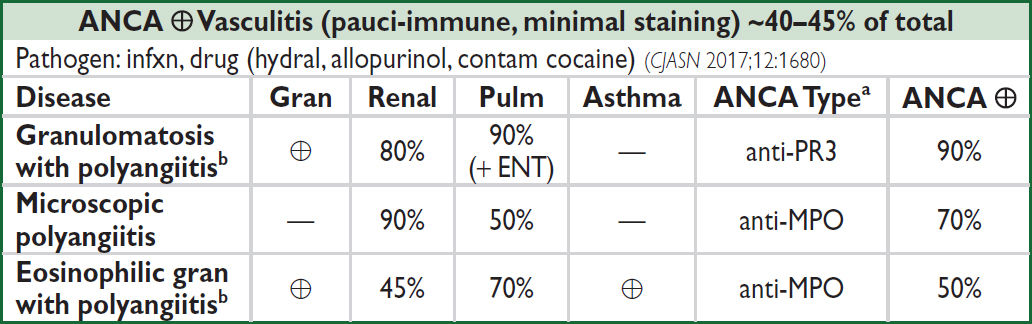 ANCA ⊕ Vasculitis (pauci-immune, minimal staining) ~40–45% of total
Pathogen: infxn, drug (hydral, allopurinol, contam cocaine) (CJASN 2017;12:1680)
Disease Gran Renal Pulm Asthma ANCA Typeᵃ ANCA ⊕
Granulomatosis
with polyangiitisᵇ ⊕ 80% 90%
(+ ENT) — anti-PR3 90%
Microscopic
polyangiitis — 90% 50% — anti-MPO 70%
Eosinophilic gran
with polyangiitisᵇ ⊕ 45% 70% ⊕ anti-MPO 50%